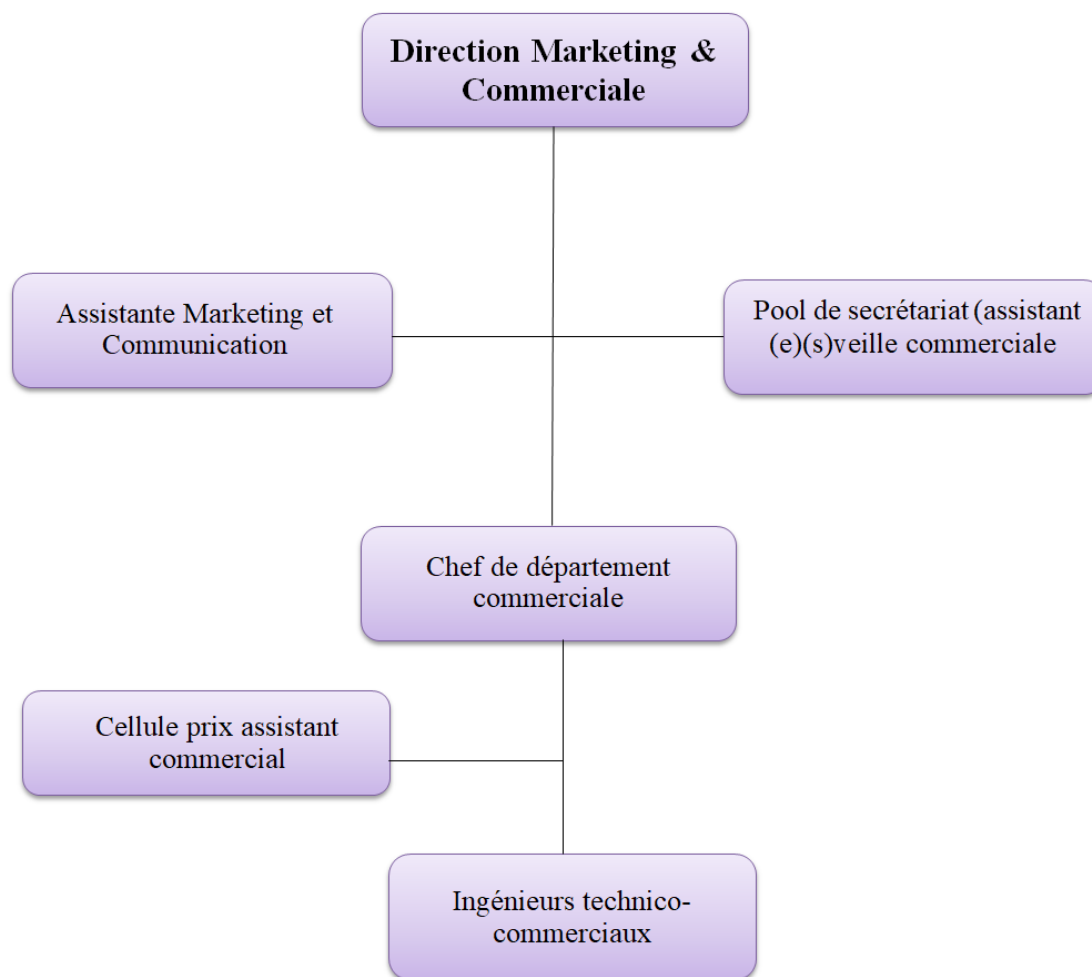 Direction Marketing &
Commerciale
Assistante Marketing et
Communication
Pool de secrétariat (assistant
(e)(s)veille commerciale
Chef de département
commerciale
Cellule prix assistant
commercial
Ingénieurs technico-
commerciaux